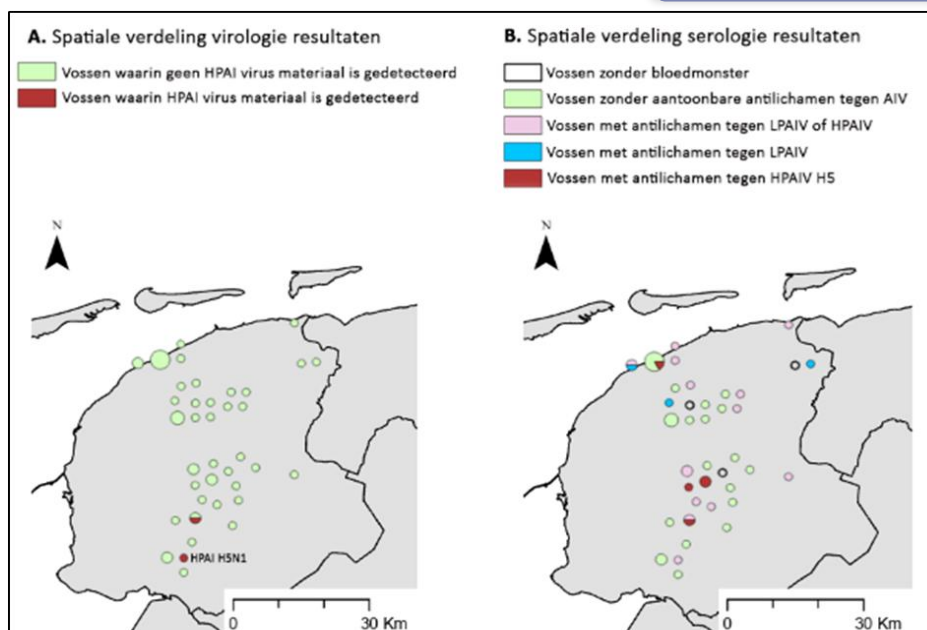 A. Spatiale verdeling virologie resultaten
Vossen waarin geen HPAI virus materiaal is gedetecteerd
Vossen waarin HPAI virus materiaal is gedetecteerd
N
HPAI H5N1
0 30 Km
B. Spatiale verdeling serologie resultaten
Vossen zonder bloedmonster
Vossen zonder aantoonbare antilichamen tegen AIV
Vossen met antilichamen tegen LPAIV of HPAIV
Vossen met antilichamen tegen LPAIV
Vossen met antilichamen tegen HPAIV H5
N
0 30 Km